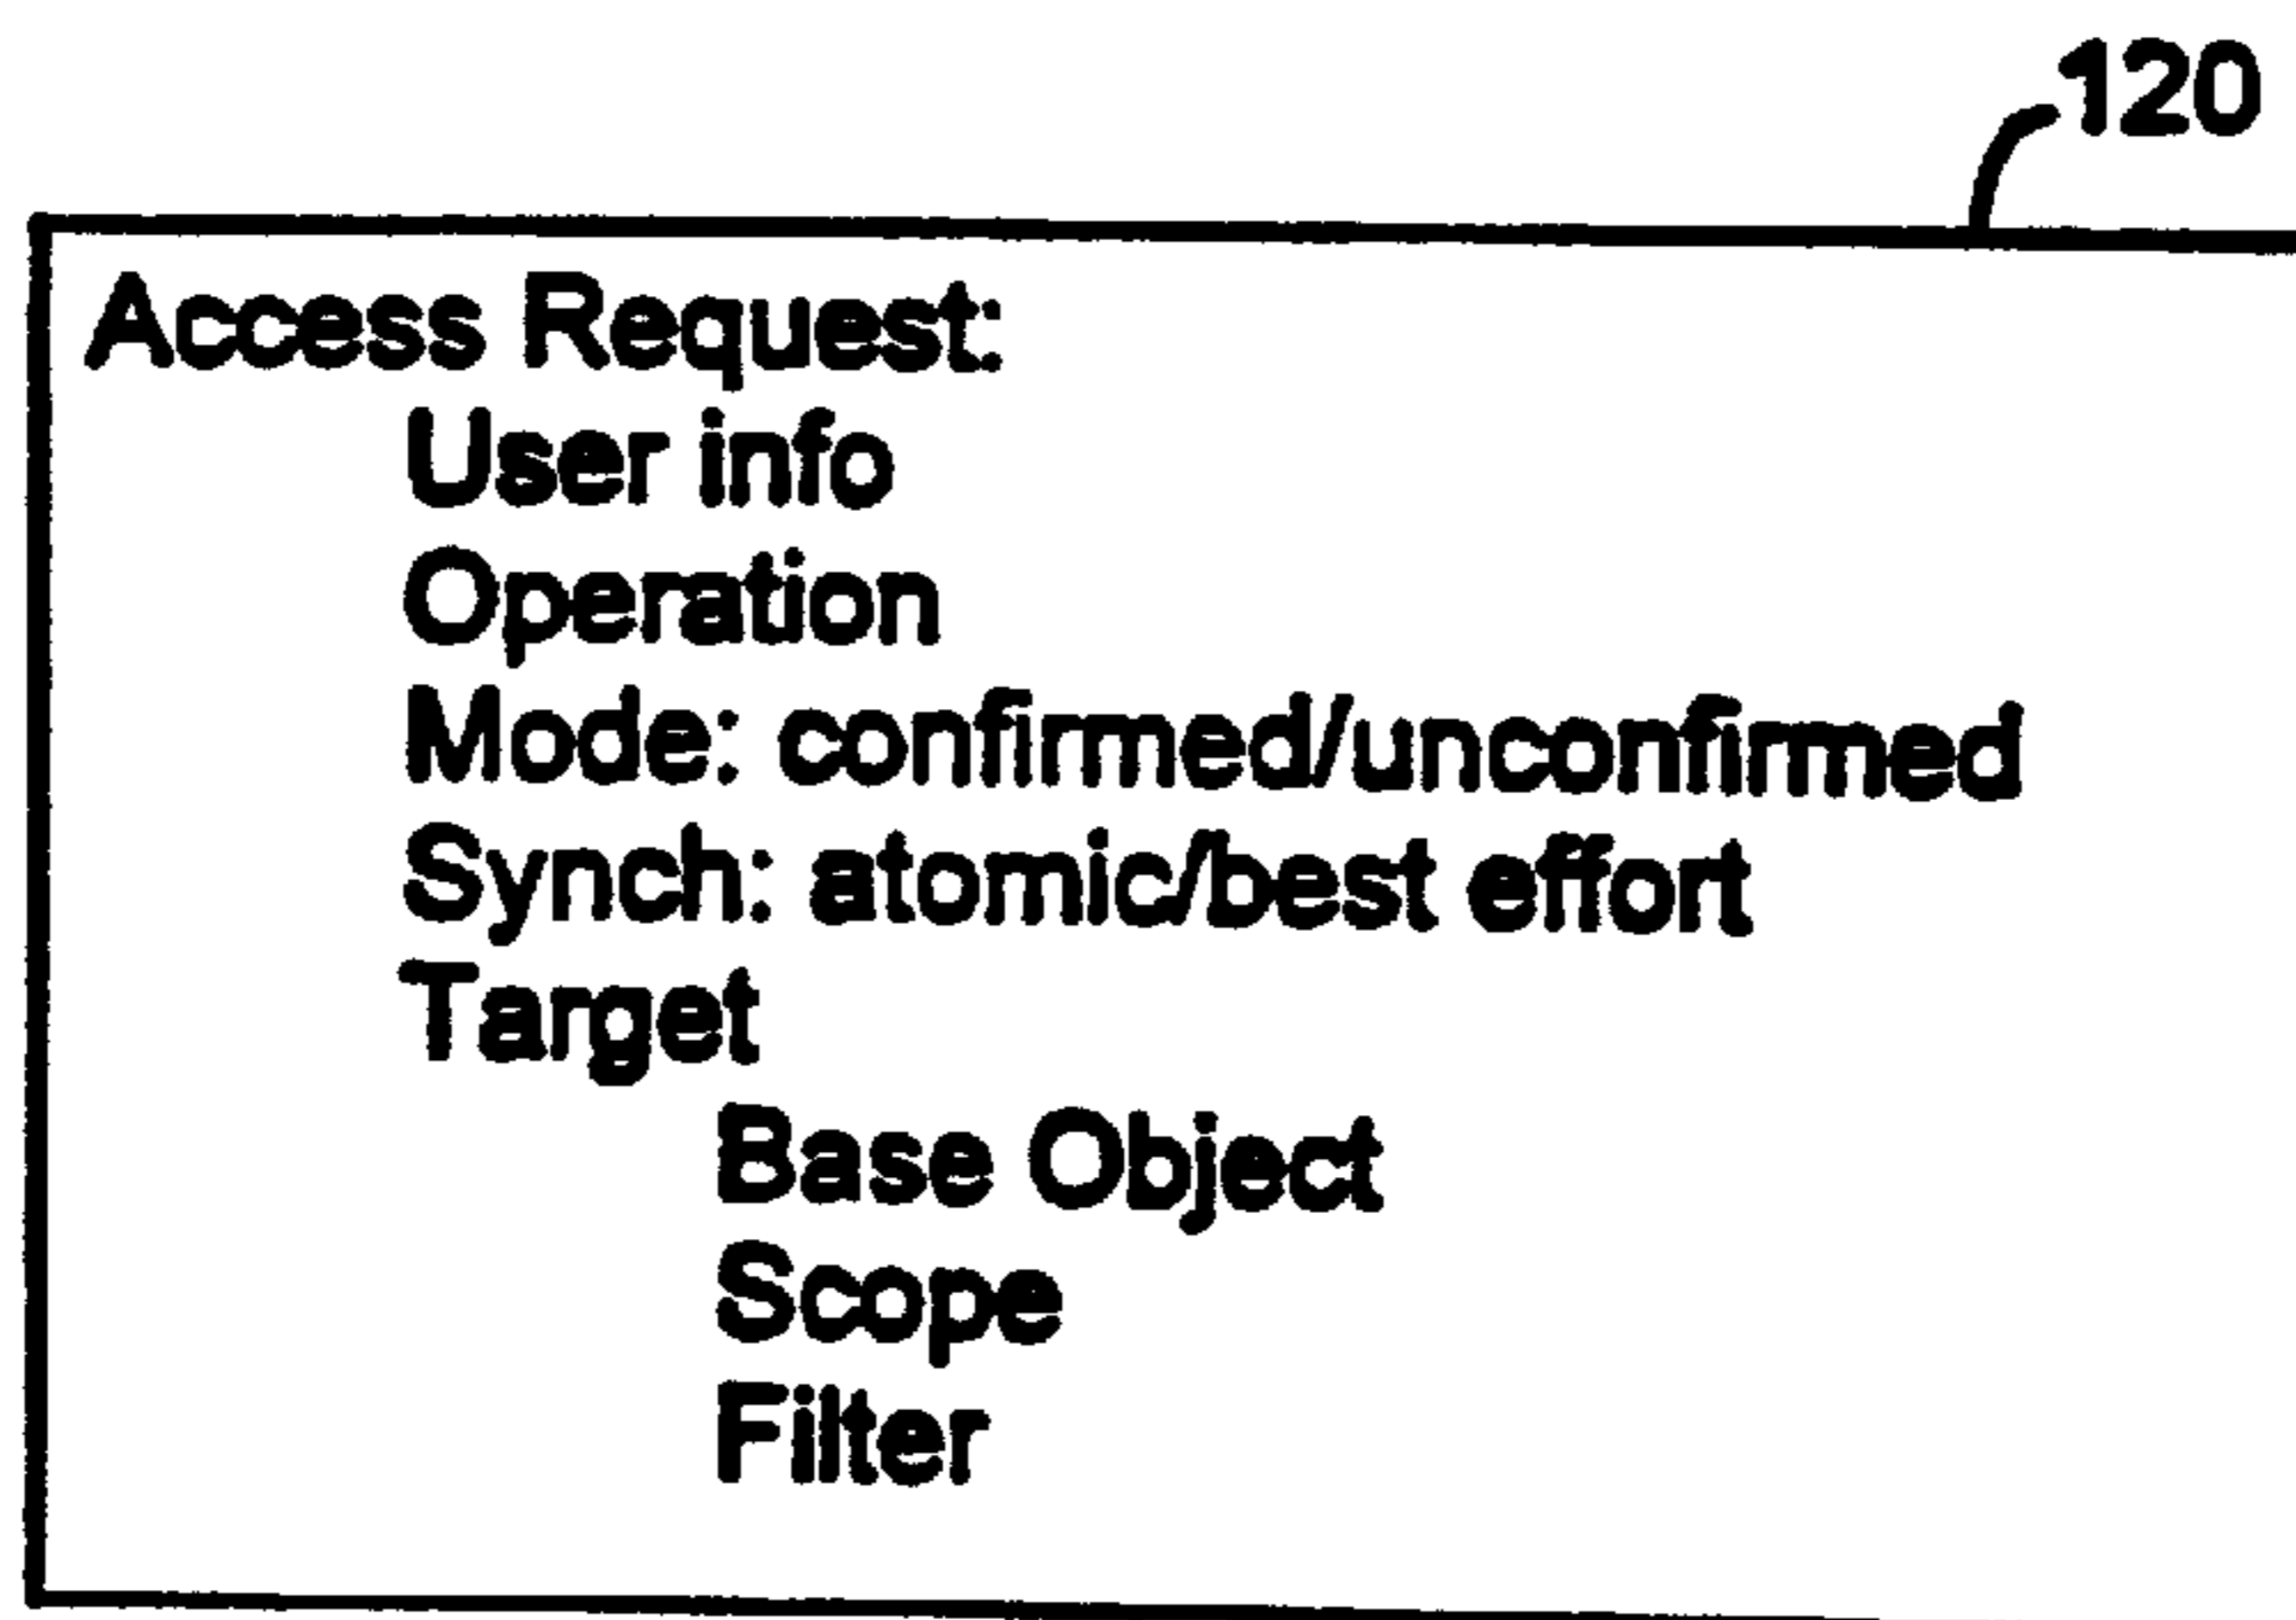 120
Access Request:
User info
Operation
Mode: confirmed/unconfirmed
Synch: atomic/best effort
Target
Base Object
Scope
Filter